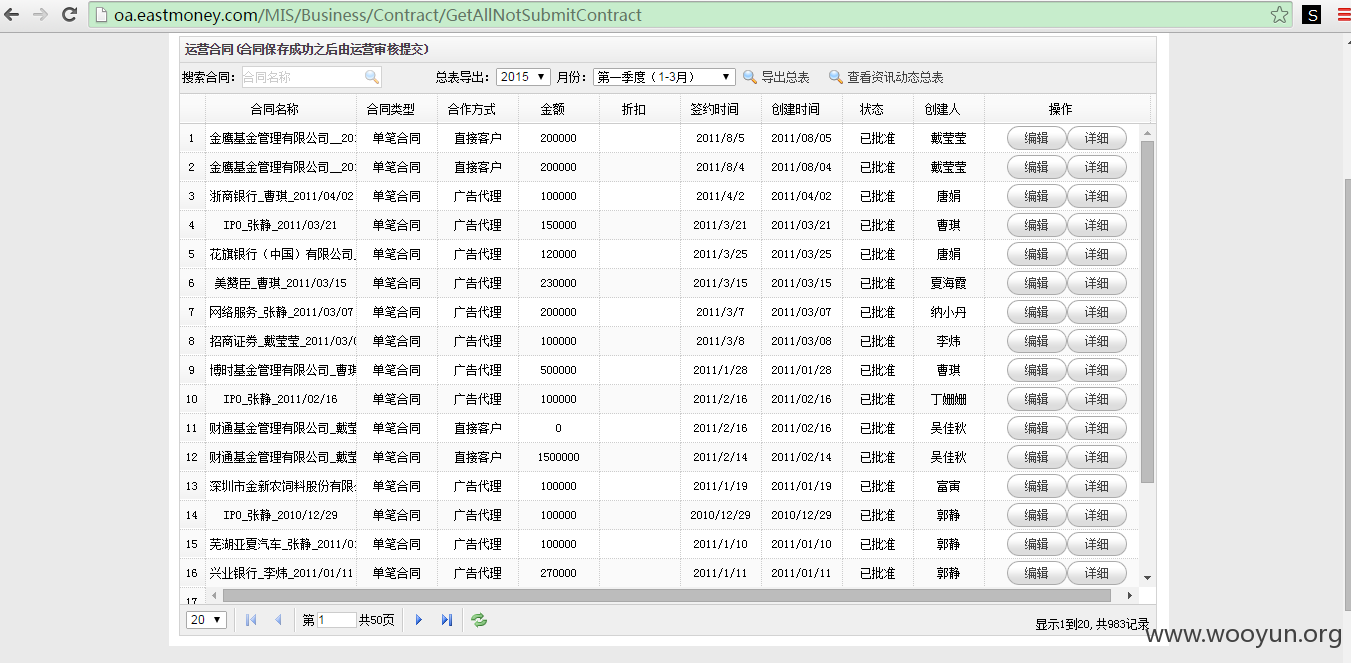 oa.eastmoney.com/MIS/Business/Contract/GetAllNotSubmitContract
S
运营合同(合同保存成功之后由运营审核提交)
搜索合同: 合同名称 总表导出: 2015 月份: 第一季度(1-3月) 导出总表 查看资讯动态总表
合同名称 合同类型 合作方式 金额 折扣 签约时间 创建时间 状态 创建人 操作
1 金鹰基金管理有限公司__201 单笔合同 直接客户 200000 2011/8/5 2011/08/05 已批准 戴莹莹 编辑 详细
2 金鹰基金管理有限公司__201 单笔合同 直接客户 200000 2011/8/4 2011/08/04 已批准 戴莹莹 编辑 详细
3 浙商银行_曹琪_2011/04/02 单笔合同 广告代理 100000 2011/4/2 2011/04/02 已批准 唐娟 编辑 详细
4 IPO_张静_2011/03/21 单笔合同 广告代理 150000 2011/3/21 2011/03/21 已批准 曹琪 编辑 详细
5 花旗银行（中国）有限公司_ 单笔合同 广告代理 120000 2011/3/25 2011/03/25 已批准 唐娟 编辑 详细
6 美赞臣_曹琪_2011/03/15 单笔合同 广告代理 230000 2011/3/15 2011/03/15 已批准 夏海霞 编辑 详细
7 网络服务_张静_2011/03/07 单笔合同 广告代理 200000 2011/3/7 2011/03/07 已批准 纳小丹 编辑 详细
8 招商证券_戴莹莹_2011/03/0 单笔合同 广告代理 100000 2011/3/8 2011/03/08 已批准 李炜 编辑 详细
9 博时基金管理有限公司_曹琪 单笔合同 广告代理 500000 2011/1/28 2011/01/28 已批准 曹琪 编辑 详细
10 IPO_张静_2011/02/16 单笔合同 广告代理 100000 2011/2/16 2011/02/16 已批准 丁姗姗 编辑 详细
11 财通基金管理有限公司_戴莹 单笔合同 直接客户 0 2011/2/16 2011/02/16 已批准 吴佳秋 编辑 详细
12 财通基金管理有限公司_戴莹 单笔合同 直接客户 1500000 2011/2/14 2011/02/14 已批准 吴佳秋 编辑 详细
13 深圳市金新农饲料股份有限公 单笔合同 广告代理 100000 2011/1/19 2011/01/19 已批准 富寅 编辑 详细
14 IPO_张静_2010/12/29 单笔合同 广告代理 100000 2010/12/29 2010/12/29 已批准 郭静 编辑 详细
15 芜湖亚夏汽车_张静_2011/01 单笔合同 广告代理 100000 2011/1/10 2011/01/10 已批准 郭静 编辑 详细
16 兴业银行_李炜_2011/01/11 单笔合同 广告代理 270000 2011/1/11 2011/01/11 已批准 郭静 编辑 详细
17
20 第 1 共50页 显示1到20,共983记录
www.wooyun.org